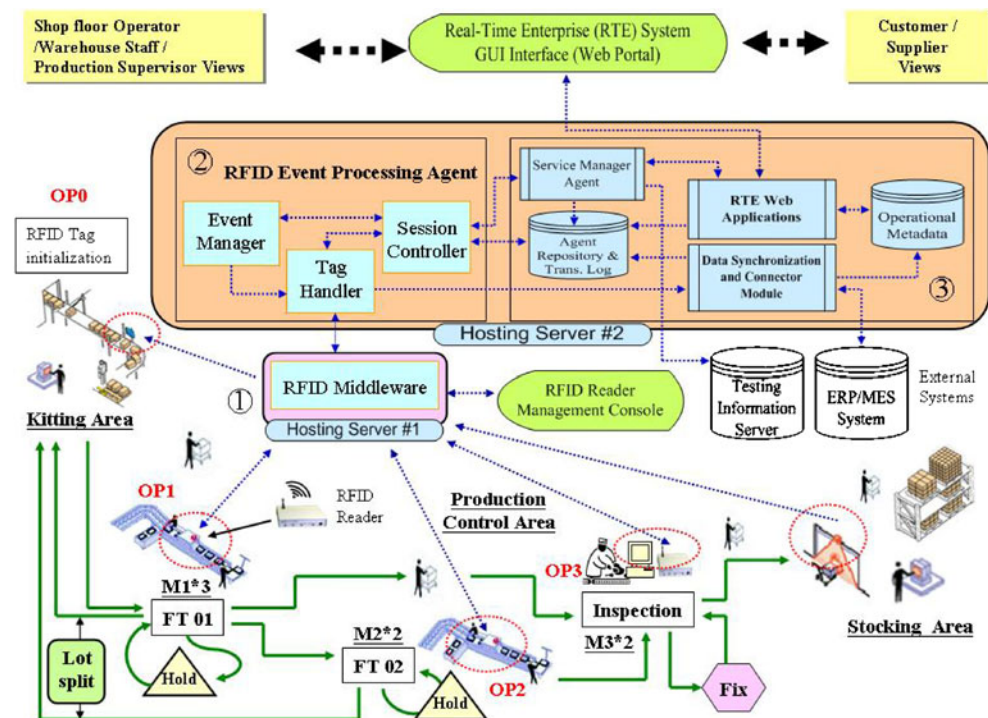 Shop floor Operator
/Warehouse Staff /
Production Supervisor Views
Real-Time Enterprise (RTE) System
GUI Interface (Web Portal)
Customer /
Supplier
Views
②
RFID Event Processing Agent
Event
Manager
Session
Controller
Tag
Handler
Service Manager
Agent
Agent
Repository &
Trans. Log
RTE Web
Applications
Operational
Metadata
Data Synchronization
and Connector
Module
③
Hosting Server #2
OP0
RFID Tag
initialization
Kitting Area
①
RFID Middleware
Hosting Server #1
RFID Reader
Management Console
Testing
Information
Server
ERP/MES
System
External
Systems
OP1
RFID
Reader
Production
Control Area
OP3
M1*3
FT 01
Hold
Lot
split
M2*2
FT 02
Hold
OP2
Inspection
M3*2
Fix
Stocking Area